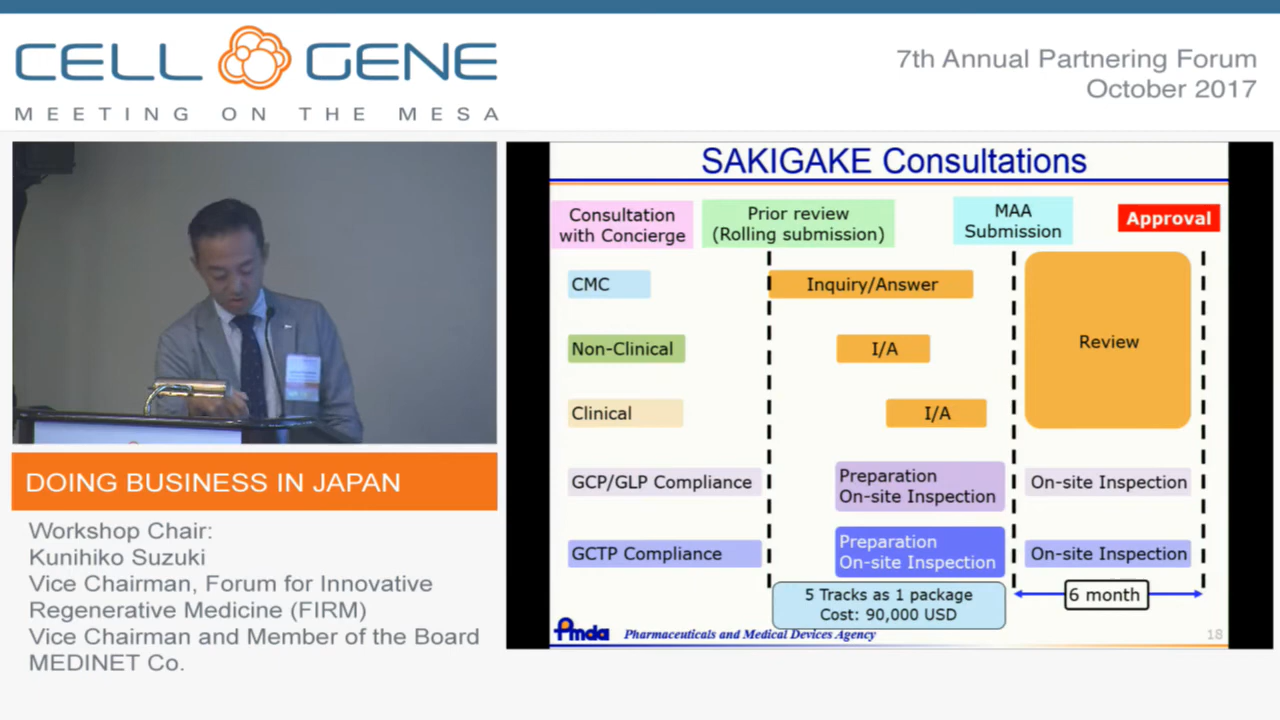 CELL GENE
MEETING ON THE MESA
7th Annual Partnering Forum
October 2017
SAKIGAKE Consultations
Consultation
with Concierge
Prior review
(Rolling submission)
MAA
Submission
Approval
CMC
Inquiry/Answer
Review
Non-Clinical
I/A
Clinical
I/A
GCP/GLP Compliance
Preparation
On-site Inspection
On-site Inspection
GCTP Compliance
Preparation
On-site Inspection
On-site Inspection
5 Tracks as 1 package
Cost: 90,000 USD
6 month
Pmda
Pharmaceuticals and Medical Devices Agency
18
DOING BUSINESS IN JAPAN
Workshop Chair:
Kunihiko Suzuki
Vice Chairman, Forum for Innovative
Regenerative Medicine (FIRM)
Vice Chairman and Member of the Board
MEDINET Co.